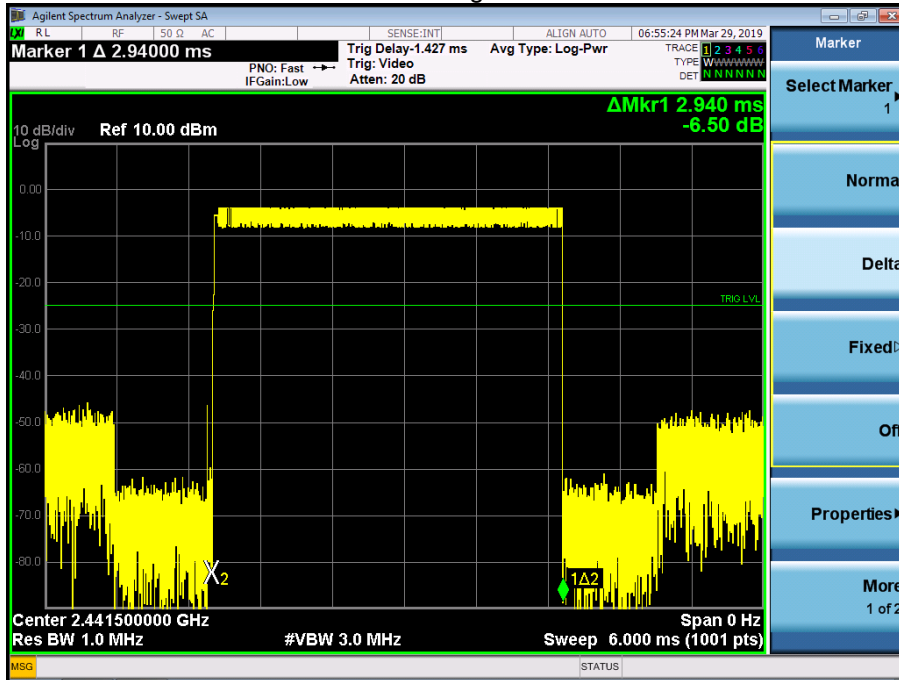 g
Agilent Spectrum Analyzer - Swept SA
LXI RL RF 50 Ω AC SENSE:INT ALIGN AUTO 06:55:24 PM Mar 29, 2019
Marker 1 Δ 2.94000 ms
PNO: Fast
IFGain:Low
Trig Delay-1.427 ms
Trig: Video
Atten: 20 dB
Avg Type: Log-Pwr
TRACE 1 2 3 4 5 6
TYPE WWWWWWW
DET N N N N N N
ΔMkr1 2.940 ms
-6.50 dB
10 dB/div Ref 10.00 dBm
Log
0.00
-10.0
-20.0
TRIG LVL
-30.0
-40.0
-50.0
-60.0
-70.0
-80.0
X2
1Δ2
Center 2.441500000 GHz Span 0 Hz
Res BW 1.0 MHz #VBW 3.0 MHz Sweep 6.000 ms (1001 pts)
MSG STATUS
Marker
Select Marker
1
Norma
Delta
Fixed
Off
Properties
More
1 of 2